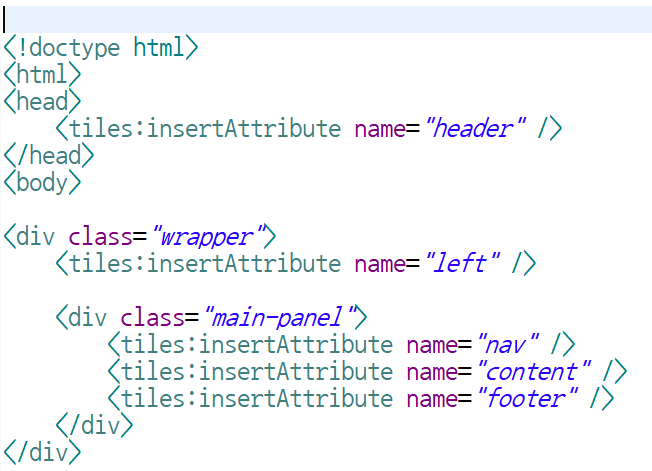 <!doctype html>
<html>
<head>
    <tiles:insertAttribute name="header" />
</head>
<body>

<div class="wrapper">
    <tiles:insertAttribute name="left" />

    <div class="main-panel">
        <tiles:insertAttribute name="nav" />
        <tiles:insertAttribute name="content" />
        <tiles:insertAttribute name="footer" />
    </div>
</div>